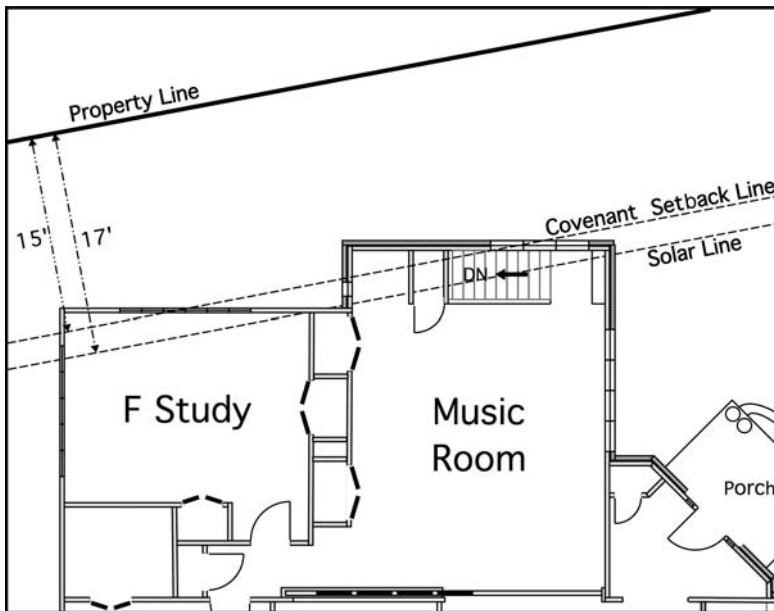 Property Line
15'
17'
Covenant Setback Line
Solar Line
DN
F Study
Music
Room
Porch